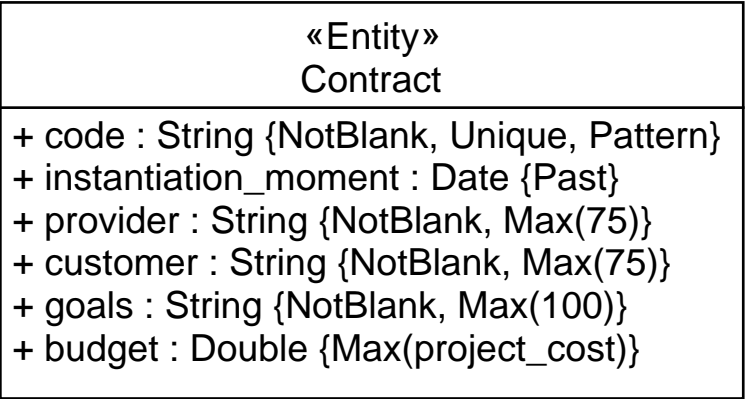 «Entity»
Contract
+ code : String {NotBlank, Unique, Pattern}
+ instantiation_moment : Date {Past}
+ provider : String {NotBlank, Max(75)}
+ customer : String {NotBlank, Max(75)}
+ goals : String {NotBlank, Max(100)}
+ budget : Double {Max(project_cost)}